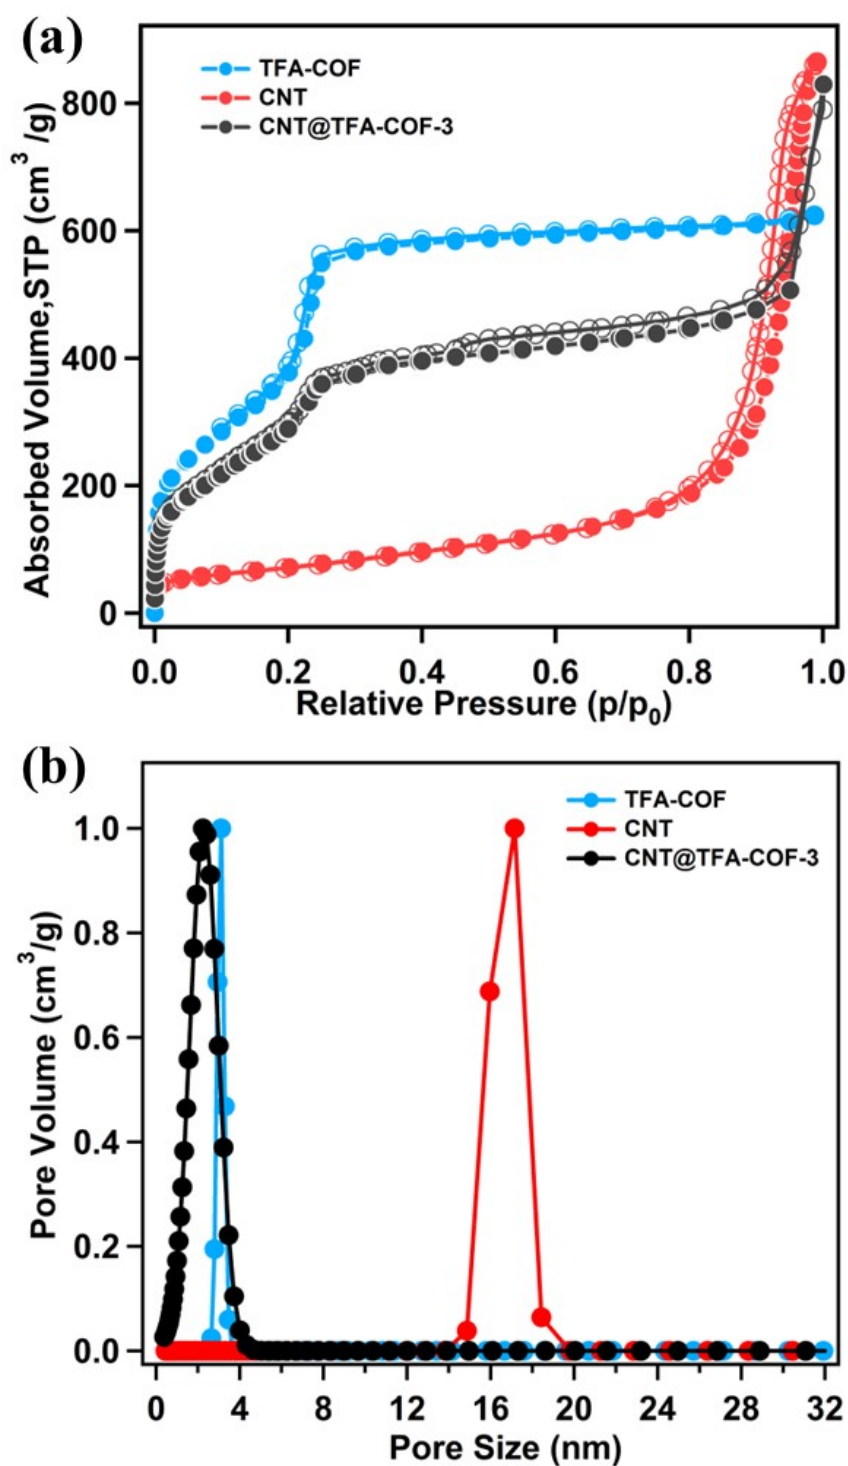 (a)
TFA-COF
CNT
CNT@TFA-COF-3
Absorbed Volume,STP (cm³ /g)
800
600
400
200
0
0.0 0.2 0.4 0.6 0.8 1.0
Relative Pressure (p/p₀)
(b)
TFA-COF
CNT
CNT@TFA-COF-3
Pore Volume (cm³/g)
1.0
0.8
0.6
0.4
0.2
0.0
0 4 8 12 16 20 24 28 32
Pore Size (nm)